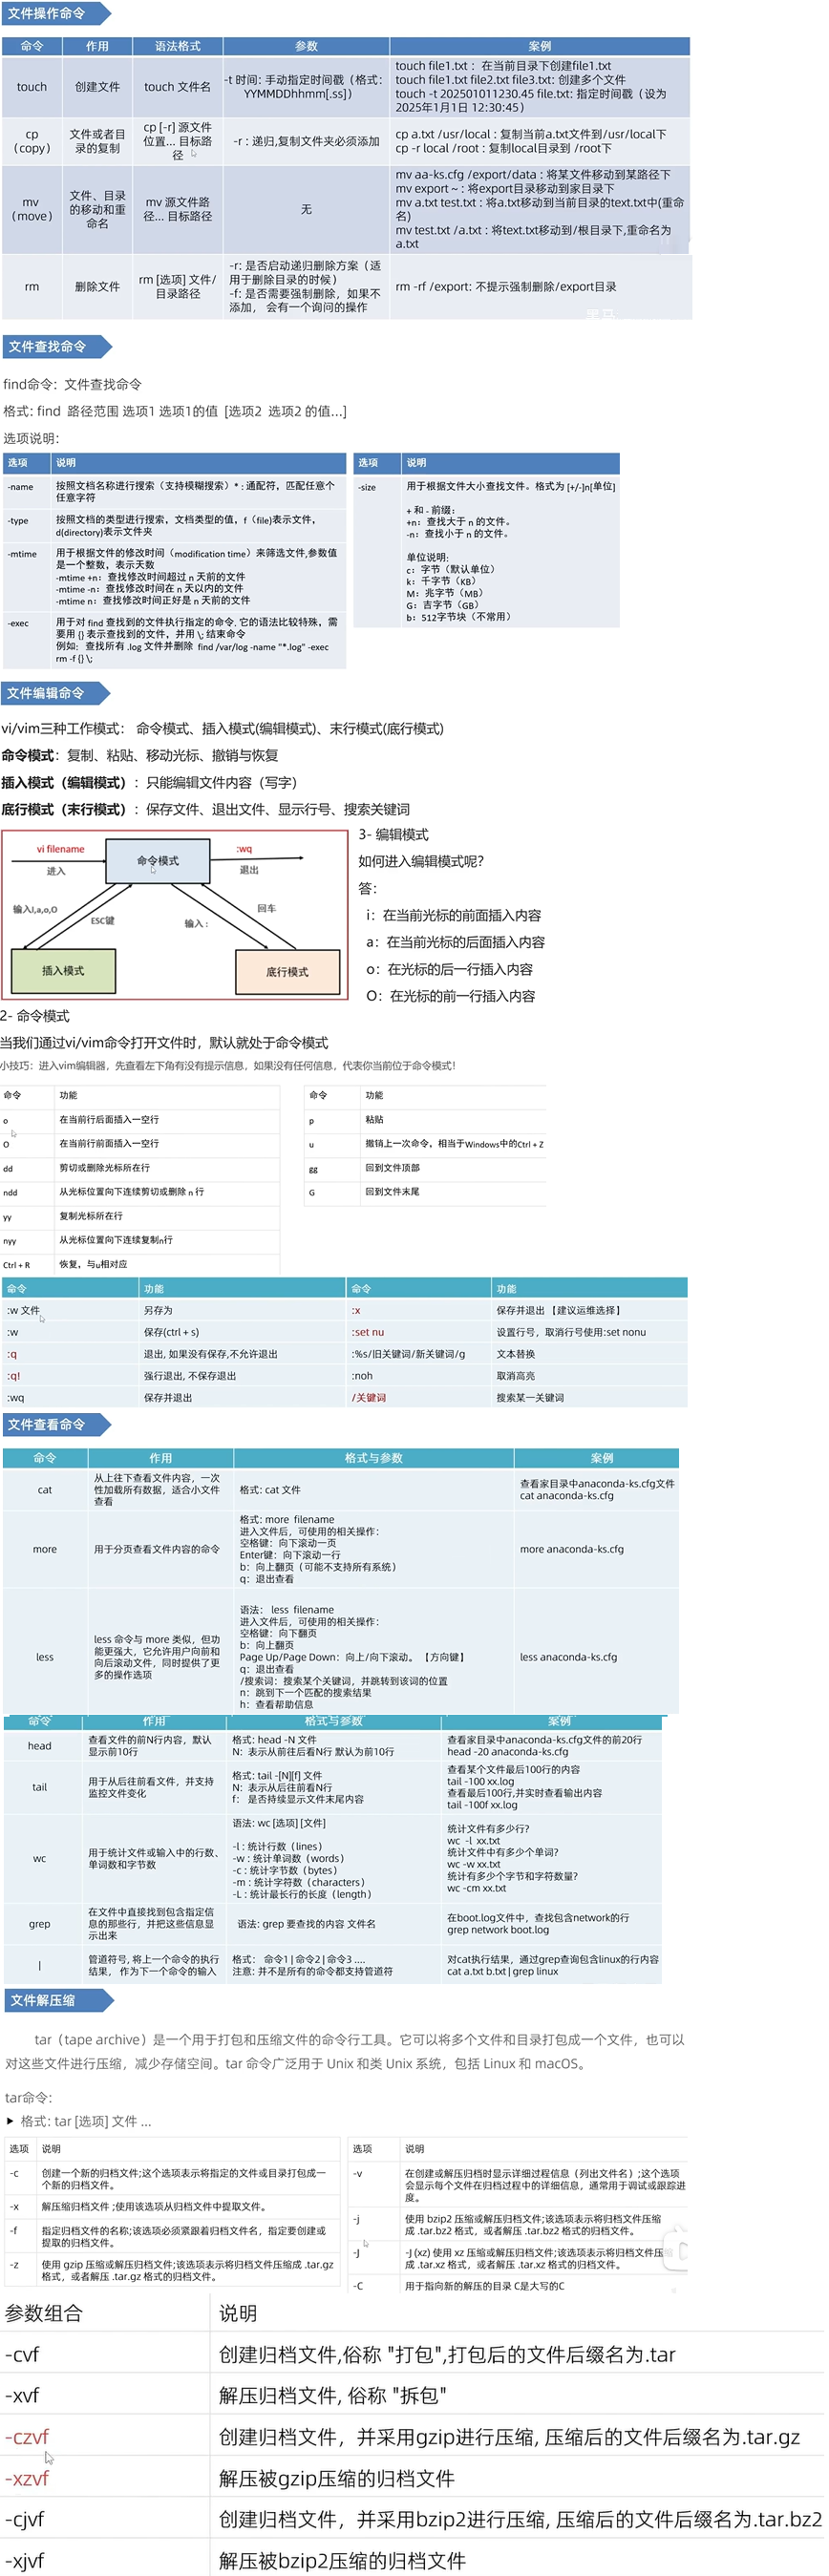 文件操作命令
命令 作用 语法格式 参数 案例
touch 创建文件 touch 文件名 -t 时间: 手动指定时间戳（格式：YYMMDDhhmm[.ss]）
touch file1.txt ：在当前目录下创建file1.txt
touch file1.txt file2.txt file3.txt: 创建多个文件
touch -t 202501011230.45 file.txt: 指定时间戳（设为
2025年1月1日 12:30:45）
cp
（copy）
文件或者目
录的复制
cp [-r] 源文件
位置... 目标路
径
-r : 递归,复制文件夹必须添加
cp a.txt /usr/local : 复制当前a.txt文件到/usr/local下
cp -r local /root : 复制local目录到 /root下
mv
（move）
文件、目录
的移动和重
命名
mv 源文件路
径... 目标路径
无
mv aa-ks.cfg /export/data : 将某文件移动到某路径下
mv export ~ : 将export目录移动到家目录下
mv a.txt test.txt : 将a.txt移动到当前目录的text.txt中(重命
名)
mv test.txt /a.txt : 将text.txt移动到/根目录下,重命名为
a.txt
rm 删除文件
rm [选项] 文件/
目录路径
-r: 是否启动递归删除方案（适
用于删除目录的时候）
-f: 是否需要强制删除，如果不
添加， 会有一个询问的操作
rm -rf /export: 不提示强制删除/export目录
黑马
文件查找命令
find命令：文件查找命令
格式: find 路径范围 选项1 选项1的值 [选项2 选项2 的值...]
选项说明：
选项 说明
-name 按照文档名称进行搜索（支持模糊搜索）* : 通配符，匹配任意个
任意字符
-type 按照文档的类型进行搜索，文档类型的值，f（file)表示文件，
d(directory)表示文件夹
-mtime 用于根据文件的修改时间（modification time）来筛选文件,参数值
是一个整数，表示天数
-mtime +n：查找修改时间超过 n 天前的文件
-mtime -n：查找修改时间在 n 天以内的文件
-mtime n：查找修改时间正好是 n 天前的文件
-exec 用于对 find 查找到的文件执行指定的命令. 它的语法比较特殊，需
要用 {} 表示查找到的文件，并用 \; 结束命令
例如：查找所有 .log 文件并删除 find /var/log -name "*.log" -exec
rm -f {} \;
选项 说明
-size 用于根据文件大小查找文件。格式为 [+/-]n[单位]
+ 和 - 前缀：
+n：查找大于 n 的文件。
-n：查找小于 n 的文件。
单位说明:
c：字节（默认单位）
k：千字节（KB）
M：兆字节（MB）
G：吉字节（GB）
b：512字节块（不常用）
文件编辑命令
vi/vim三种工作模式： 命令模式、插入模式(编辑模式)、末行模式(底行模式)
命令模式：复制、粘贴、移动光标、撤销与恢复
插入模式（编辑模式）：只能编辑文件内容（写字）
底行模式（末行模式）：保存文件、退出文件、显示行号、搜索关键词
vi filename
进入
命令模式
:wq
退出
输入I,a,o,O
ESC键
输入 :
回车
插入模式
底行模式
3- 编辑模式
如何进入编辑模式呢?
答：
i：在当前光标的前面插入内容
a：在当前光标的后面插入内容
o：在光标的后一行插入内容
O：在光标的前一行插入内容
2- 命令模式
当我们通过vi/vim命令打开文件时，默认就处于命令模式
小技巧：进入vim编辑器，先查看左下角有没有提示信息，如果没有任何信息，代表你当前位于命令模式！
命令 功能
o 在当前行后面插入一空行
O 在当前行前面插入一空行
dd 剪切或删除光标所在行
ndd 从光标位置向下连续剪切或删除 n 行
yy 复制光标所在行
nyy 从光标位置向下连续复制n行
Ctrl + R 恢复，与u相对应
命令 功能
p 粘贴
u 撤销上一次命令，相当于Windows中的Ctrl + Z
gg 回到文件顶部
G 回到文件末尾
命令 功能 命令 功能
:w 文件 另存为 :x 保存并退出 【建议运维选择】
:w 保存(ctrl + s) :set nu 设置行号，取消行号使用:set nonu
:q 退出, 如果没有保存,不允许退出 :%s/旧关键词/新关键词/g 文本替换
:q! 强行退出, 不保存退出 :noh 取消高亮
:wq 保存并退出 /关键词 搜索某一关键词
文件查看命令
命令 作用 格式与参数 案例
cat
从上往下查看文件内容，一次
性加载所有数据，适合小文件
查看
格式: cat 文件
查看家目录中anaconda-ks.cfg文件
cat anaconda-ks.cfg
more 用于分页查看文件内容的命令
格式: more filename
进入文件后，可使用的相关操作：
空格键：向下滚动一页
Enter键：向下滚动一行
b：向上翻页（可能不支持所有系统）
q：退出查看
more anaconda-ks.cfg
less
less 命令与 more 类似，但功
能更强大，它允许用户向前和
向后滚动文件，同时提供了更
多的操作选项
语法： less filename
进入文件后，可使用的相关操作：
空格键：向下翻页
b：向上翻页
Page Up/Page Down：向上/向下滚动。 【方向键】
q：退出查看
/搜索词：搜索某个关键词，并跳转到该词的位置
n：跳到下一个匹配的搜索结果
h：查看帮助信息
less anaconda-ks.cfg
命令 作用 格式与参数 案例
head
查看文件的前N行内容，默认
显示前10行
格式: head -N 文件
N：表示从前往后看N行 默认为前10行
查看家目录中anaconda-ks.cfg文件的前20行
head -20 anaconda-ks.cfg
tail
用于从后往前看文件，并支持
监控文件变化
格式: tail -[N][f] 文件
N：表示从后往前看N行
f： 是否持续显示文件末尾内容
查看某个文件最后100行的内容
tail -100 xx.log
查看最后100行,并实时查看输出内容
tail -100f xx.log
wc
用于统计文件或输入中的行数、
单词数和字节数
语法: wc [选项] [文件]
-l : 统计行数（lines）
-w : 统计单词数（words）
-c : 统计字节数（bytes）
-m : 统计字符数（characters）
-L : 统计最长行的长度（length）
统计文件有多少行?
wc -l xx.txt
统计文件中有多少个单词?
wc -w xx.txt
统计有多少个字节和字符数量?
wc -cm xx.txt
grep
在文件中直接找到包含指定信
息的那些行，并把这些信息显
示出来
语法: grep 要查找的内容 文件名
在boot.log文件中，查找包含network的行
grep network boot.log
|
管道符号, 将上一个命令的执行
结果， 作为下一个命令的输入
格式： 命令1 | 命令2 | 命令3 ....
注意: 并不是所有的命令都支持管道符
对cat执行结果，通过grep查询包含linux的行内容
cat a.txt b.txt | grep linux
文件解压缩
tar（tape archive）是一个用于打包和压缩文件的命令行工具。它可以将多个文件和目录打包成一个文件，也可以
对这些文件进行压缩，减少存储空间。tar 命令广泛用于 Unix 和类 Unix 系统，包括 Linux 和 macOS。
tar命令：
格式: tar [选项] 文件 ...
选项 说明
-c 创建一个新的归档文件;这个选项表示将指定的文件或目录打包成一
个新的归档文件。
-x 解压缩归档文件 ;使用该选项从归档文件中提取文件。
-f 指定归档文件的名称;该选项必须紧跟着归档文件名，指定要创建或
提取的归档文件。
-z 使用 gzip 压缩或解压归档文件;该选项表示将归档文件压缩成 .tar.gz
格式，或者解压 .tar.gz 格式的归档文件。
选项 说明
-v 在创建或解压归档时显示详细过程信息（列出文件名）;这个选项
会显示每个文件在归档过程中的详细信息，通常用于调试或跟踪进
度。
-j 使用 bzip2 压缩或解压归档文件;该选项表示将归档文件压缩
成 .tar.bz2 格式，或者解压 .tar.bz2 格式的归档文件。
-J -J (xz) 使用 xz 压缩或解压归档文件;该选项表示将归档文件压缩
成 .tar.xz 格式，或者解压 .tar.xz 格式的归档文件。
-C 用于指向新的解压的目录 C是大写的C
参数组合 说明
-cvf 创建归档文件,俗称 "打包",打包后的文件后缀名为.tar
-xvf 解压归档文件, 俗称 "拆包"
-czvf 创建归档文件，并采用gzip进行压缩, 压缩后的文件后缀名为.tar.gz
-xzvf 解压被gzip压缩的归档文件
-cjvf 创建归档文件，并采用bzip2进行压缩, 压缩后的文件后缀名为.tar.bz2
-xjvf 解压被bzip2压缩的归档文件